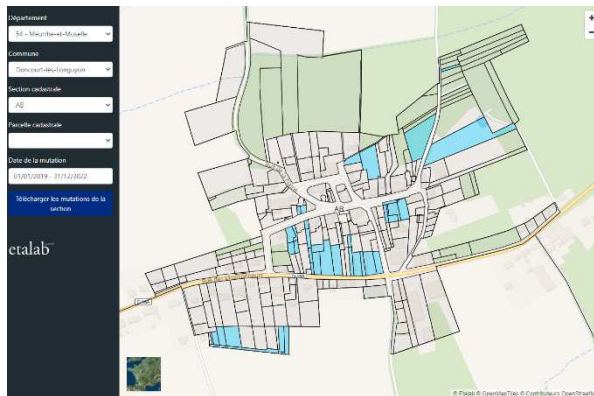 Département
54 - Meurthe-et-Moselle
Commune
Doncourt-lès-Longuyon
Section cadastrale
AB
Parcelle cadastrale
Date de la mutation
01/01/2019 - 31/12/2022
Télécharger les mutations de la
section
etalab
AB
+
−
© Etalab © OpenMapTiles © Contributeurs OpenStreetM